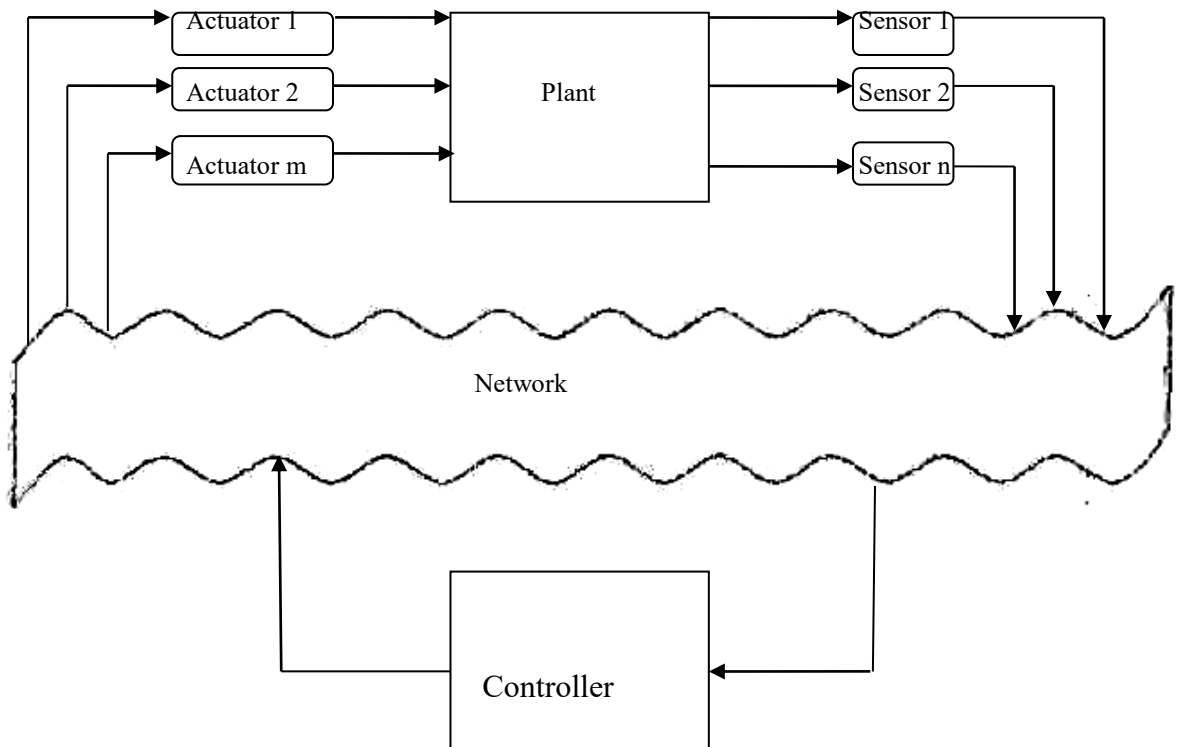 Actuator 1
Sensor 1
Actuator 2
Plant
Sensor 2
Actuator m
Sensor n
Network
Controller